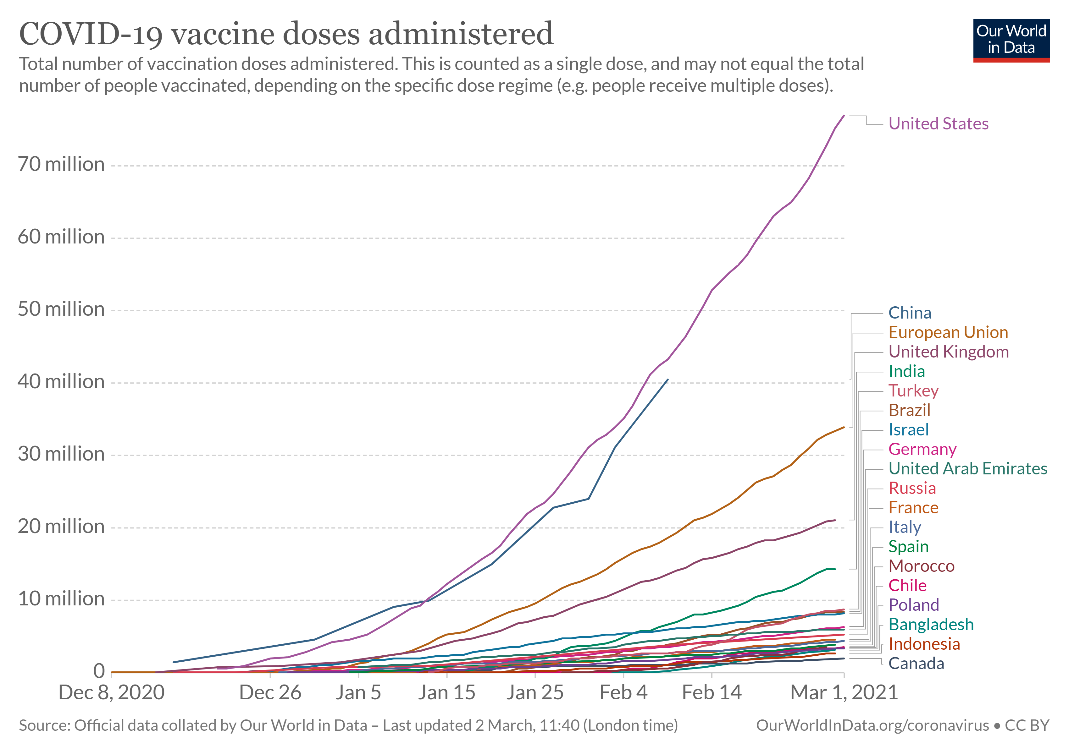 COVID-19 vaccine doses administered
Our World
in Data
Total number of vaccination doses administered. This is counted as a single dose, and may not equal the total
number of people vaccinated, depending on the specific dose regime (e.g. people receive multiple doses).
United States
70 million
60 million
50 million
40 million
30 million
20 million
10 million
0
China
European Union
United Kingdom
India
Turkey
Brazil
Israel
Germany
United Arab Emirates
Russia
France
Italy
Spain
Morocco
Chile
Poland
Bangladesh
Indonesia
Canada
Dec 8, 2020
Dec 26
Jan 5
Jan 15
Jan 25
Feb 4
Feb 14
Mar 1, 2021
Source: Official data collated by Our World in Data – Last updated 2 March, 11:40 (London time)
OurWorldInData.org/coronavirus • CC BY